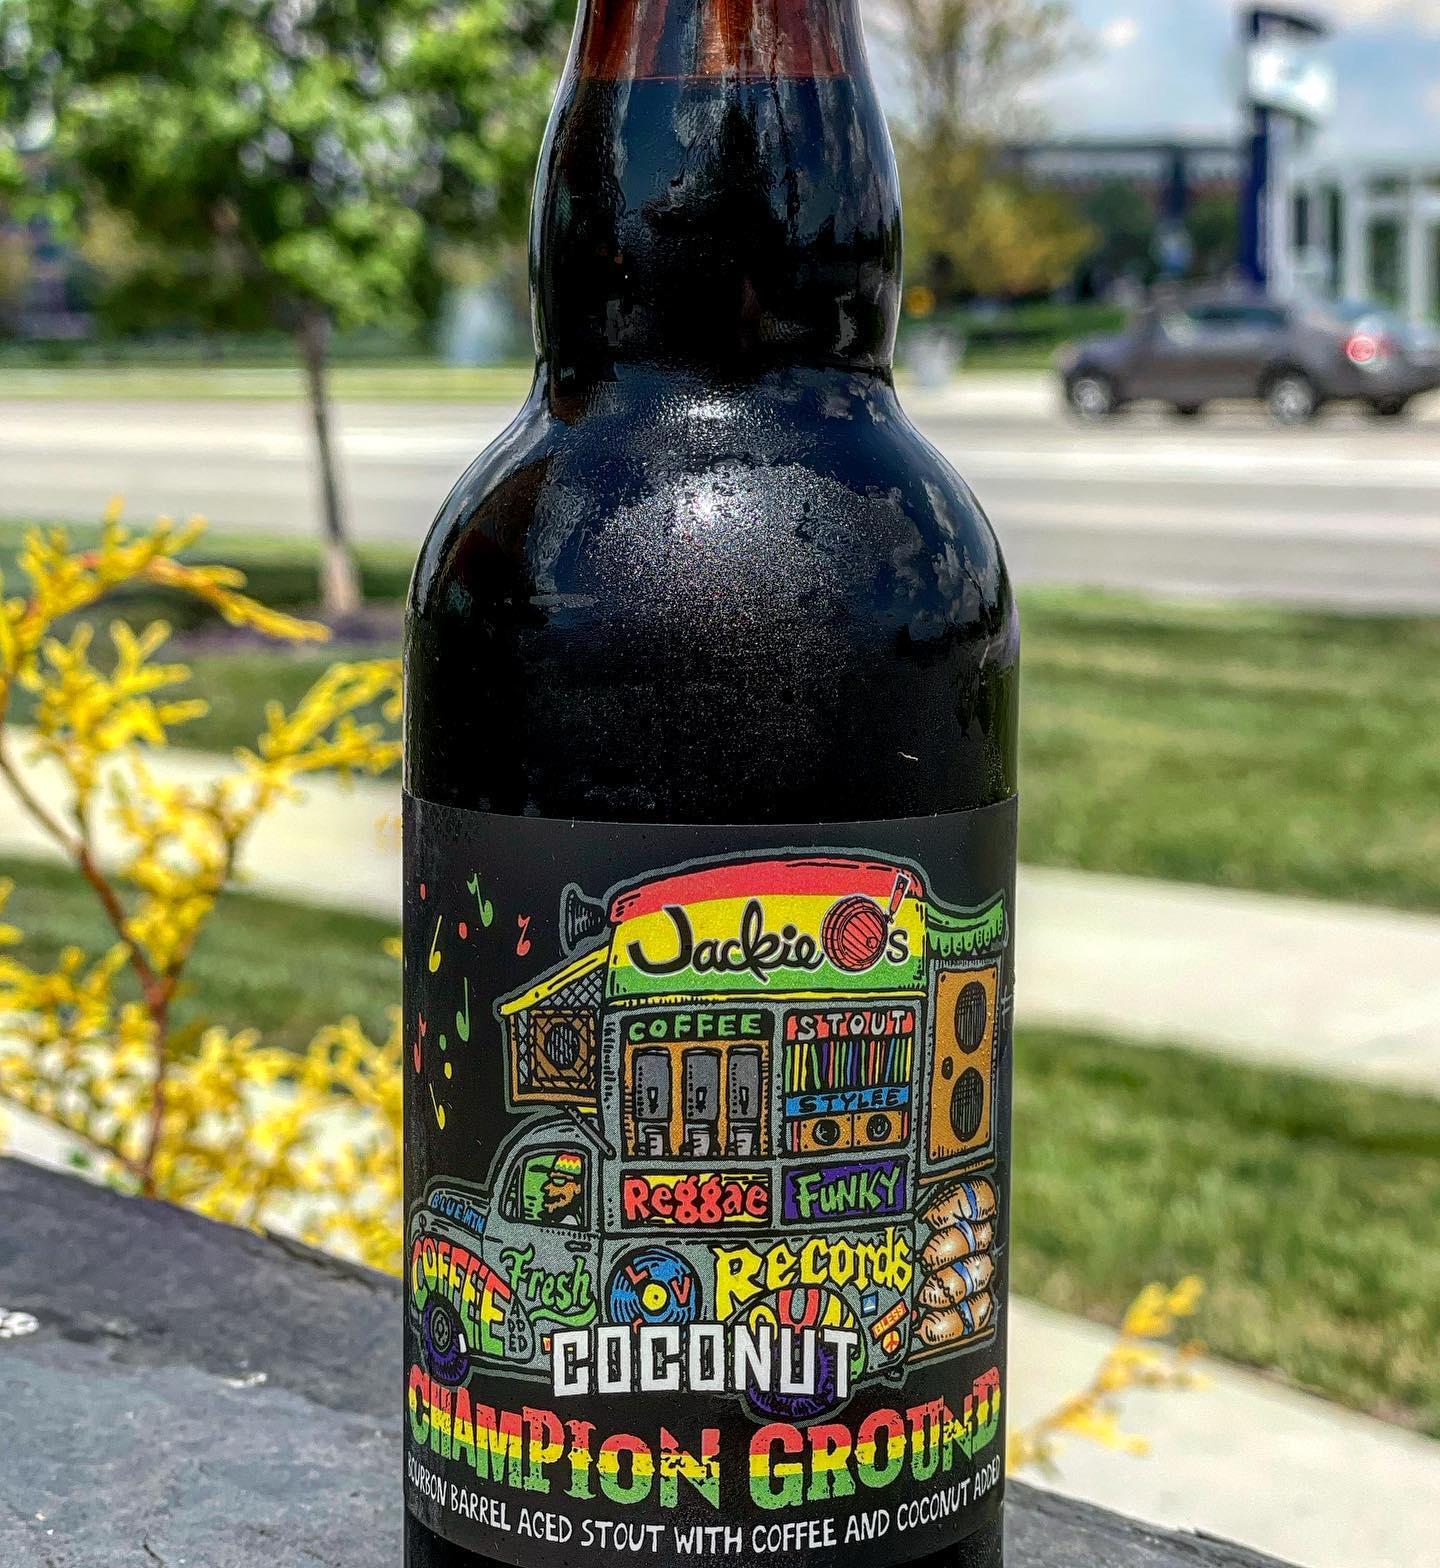 Jackie O's
COFFEE
STOUT
STYLEE
Reggae
FUNKY
COFFEE
Fresh
LOV
Records
COCONUT
CHAMPION GROUND
BOURBON BARREL AGED STOUT WITH COFFEE AND COCONUT ADDED